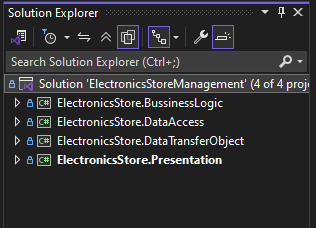 Solution Explorer
Search Solution Explorer (Ctrl+;)
Solution 'ElectronicsStoreManagement' (4 of 4 proje
C# ElectronicsStore.BussinessLogic
C# ElectronicsStore.DataAccess
C# ElectronicsStore.DataTransferObject
C# ElectronicsStore.Presentation